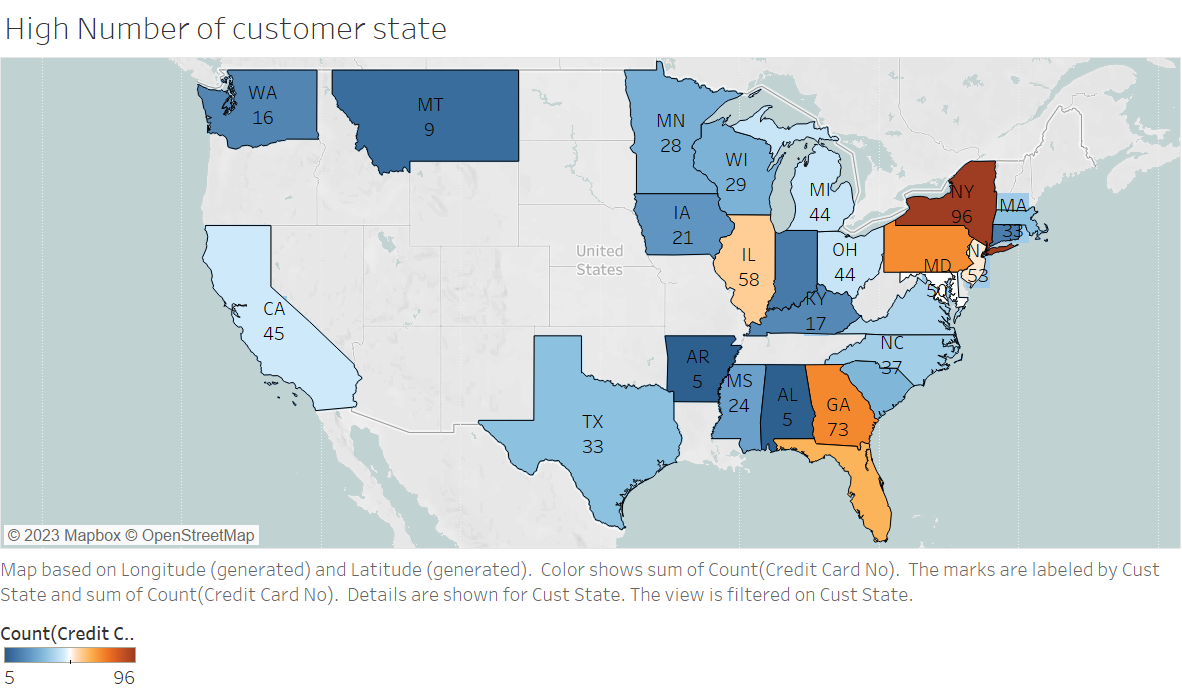 High Number of customer state
WA
16
MT
9
MN
28
WI
29
MI
44
NY
96
MA
33
IA
21
IL
58
OH
44
MD
50
53
United
States
CA
45
KY
17
NC
37
AR
5
MS
24
AL
5
GA
73
TX
33
© 2023 Mapbox © OpenStreetMap
Map based on Longitude (generated) and Latitude (generated).  Color shows sum of Count(Credit Card No).  The marks are labeled by Cust
State and sum of Count(Credit Card No).  Details are shown for Cust State. The view is filtered on Cust State.
Count(Credit C..
5
96